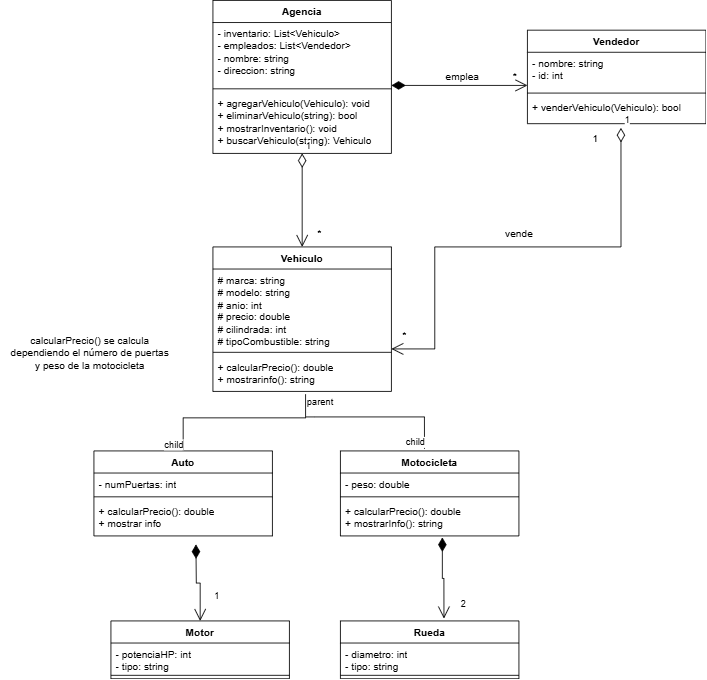 Agencia
- inventario: List<Vehiculo>
- empleados: List<Vendedor>
- nombre: string
- direccion: string
+ agregarVehiculo(Vehiculo): void
+ eliminarVehiculo(string): bool
+ mostrarInventario(): void
+ buscarVehiculo(string): Vehiculo
1
emplea
*
Vendedor
- nombre: string
- id: int
+ venderVehiculo(Vehiculo): bool
1
1
*
vende
*
Vehiculo
# marca: string
# modelo: string
# anio: int
# precio: double
# cilindrada: int
# tipoCombustible: string
+ calcularPrecio(): double
+ mostrarinfo(): string
calcularPrecio() se calcula
dependiendo el número de puertas
y peso de la motocicleta
parent
child
child
Auto
- numPuertas: int
+ calcularPrecio(): double
+ mostrar info
Motocicleta
- peso: double
+ calcularPrecio(): double
+ mostrarInfo(): string
1
2
Motor
- potenciaHP: int
- tipo: string
Rueda
- diametro: int
- tipo: string